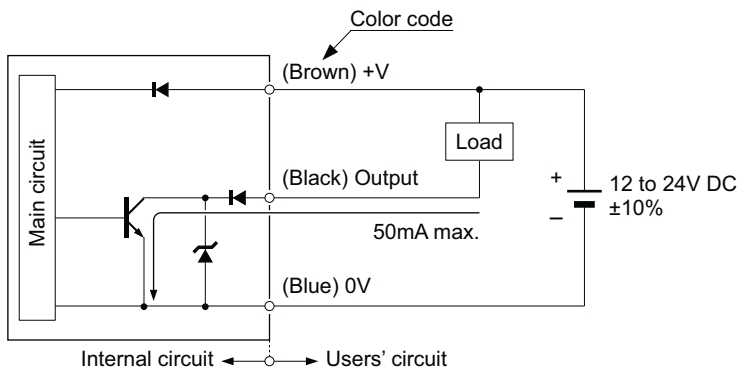 Color code
(Brown) +V
Main circuit
Load
(Black) Output
+
12 to 24V DC
–
±10%
50mA max.
(Blue) 0V
Internal circuit
Users' circuit